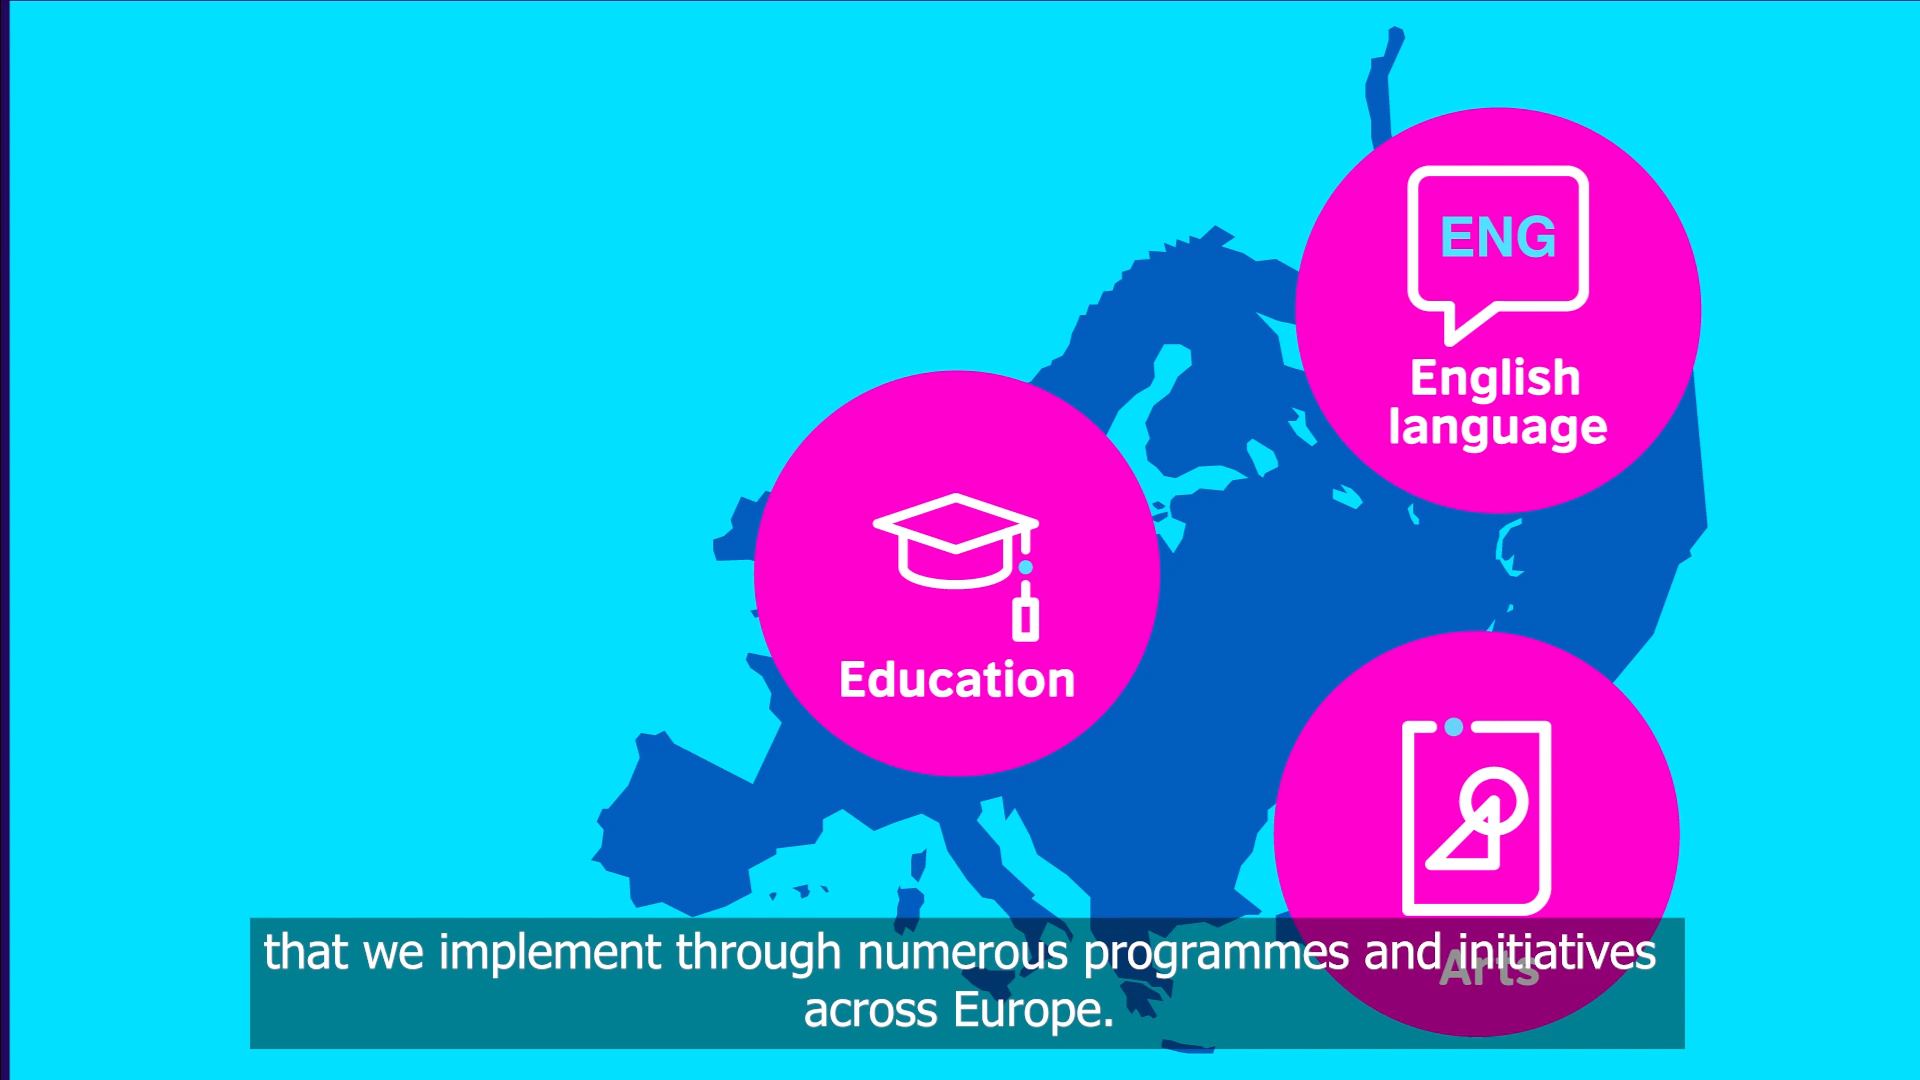 ENG
English
language
Education
Arts
that we implement through numerous programmes and initiatives
across Europe.